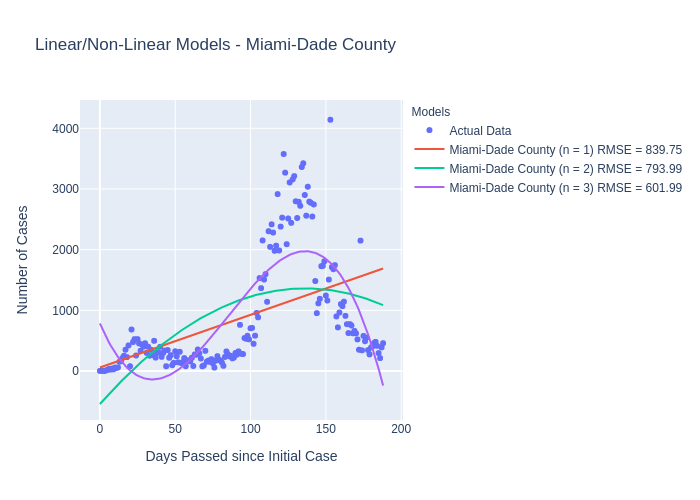 Linear/Non-Linear Models - Miami-Dade County
Models
Actual Data
Miami-Dade County (n = 1) RMSE = 839.75
Miami-Dade County (n = 2) RMSE = 793.99
Miami-Dade County (n = 3) RMSE = 601.99
Number of Cases
4000
3000
2000
1000
0
0
50
100
150
200
Days Passed since Initial Case